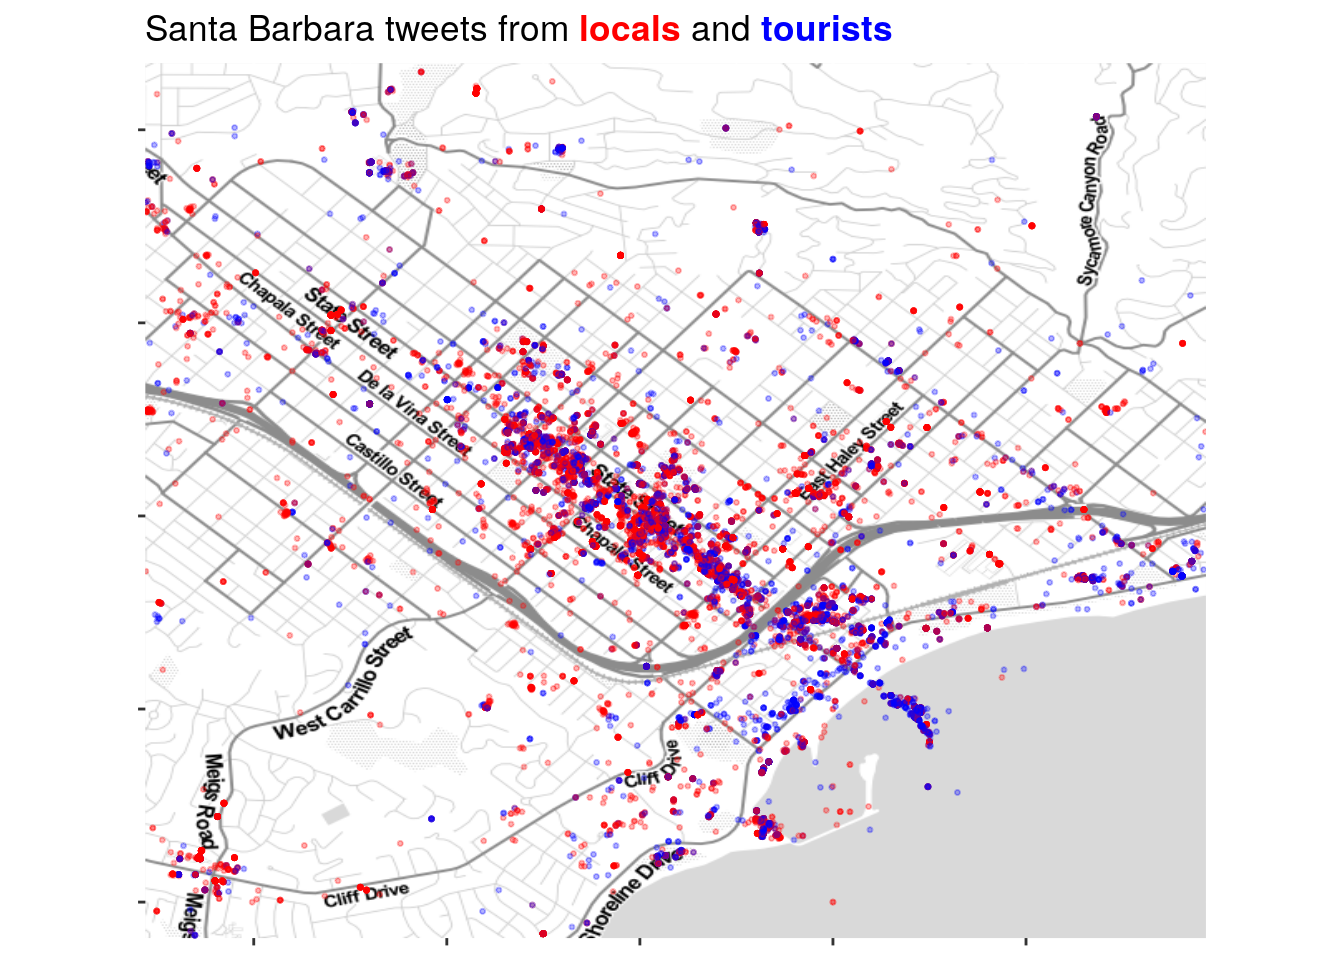 Santa Barbara tweets from locals and tourists
Sycamore Canyon Road
et
Chapala Street
State Street
De la Vina Street
Castillo Street
East Haley Street
State Street
Chapala Street
West Carrillo Street
Meigs Road
Cliff Drive
Cliff Drive
Shoreline Drive
Meigs